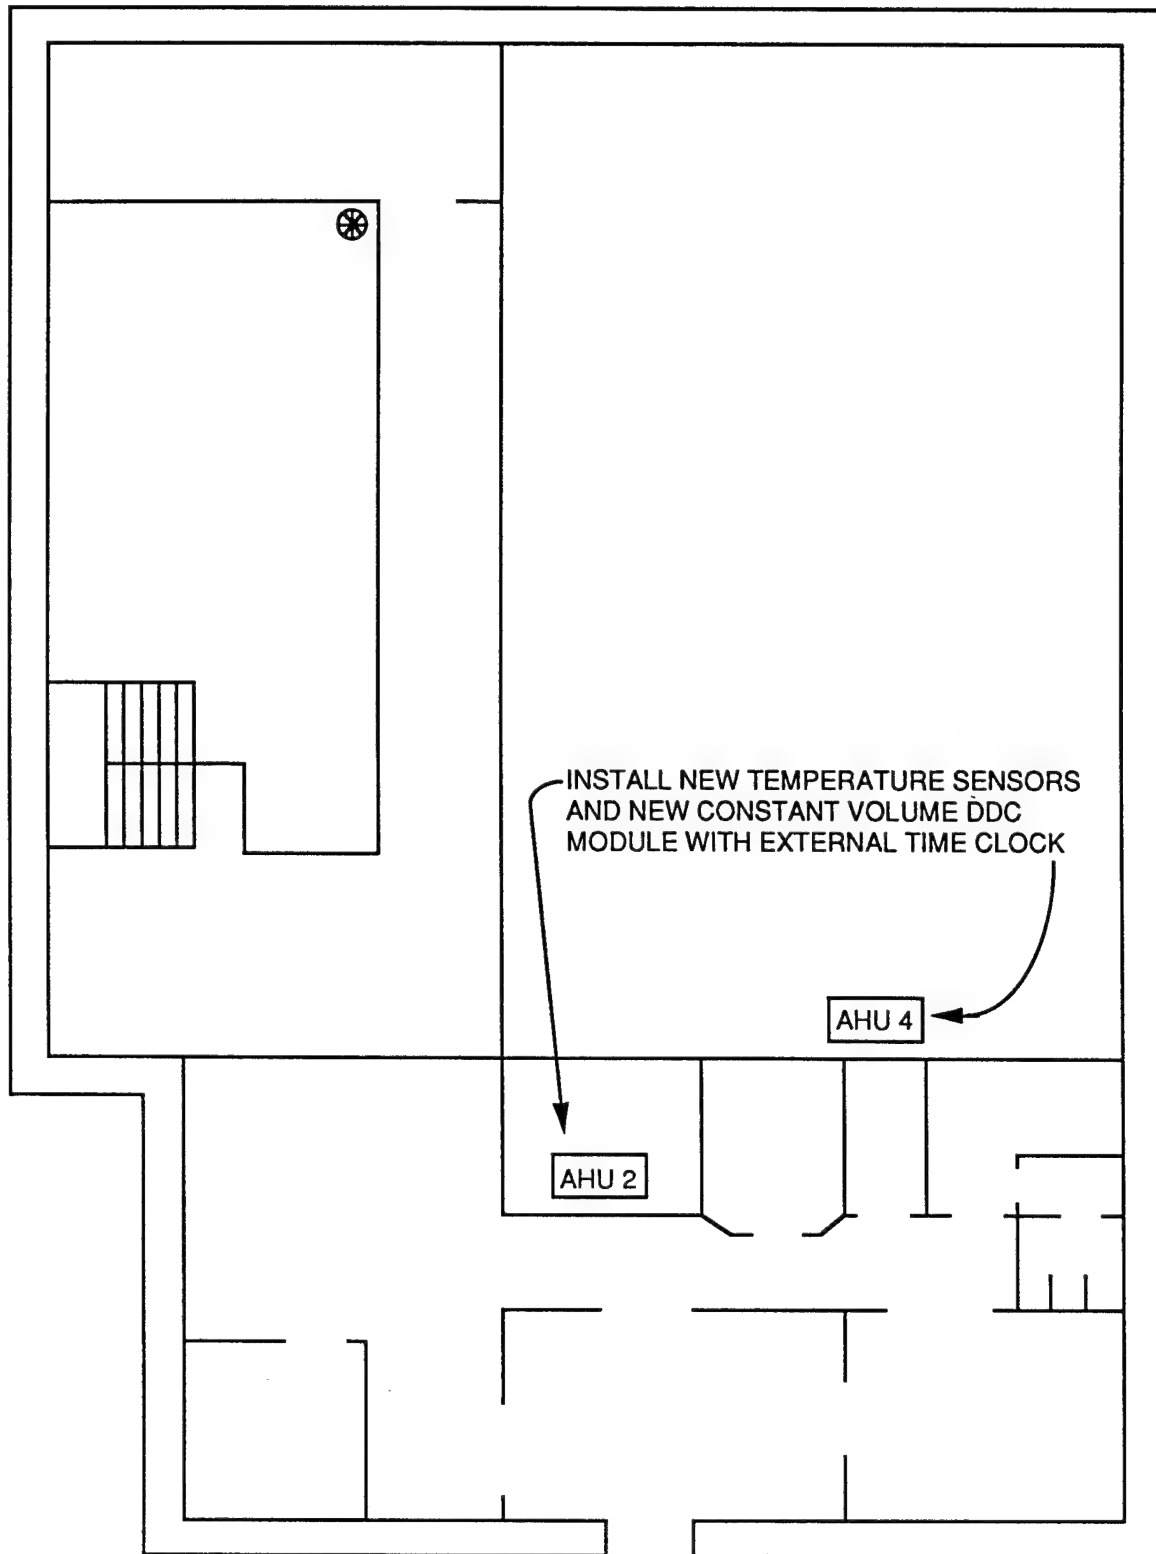 INSTALL NEW TEMPERATURE SENSORS
AND NEW CONSTANT VOLUME DDC
MODULE WITH EXTERNAL TIME CLOCK
AHU 4
AHU 2